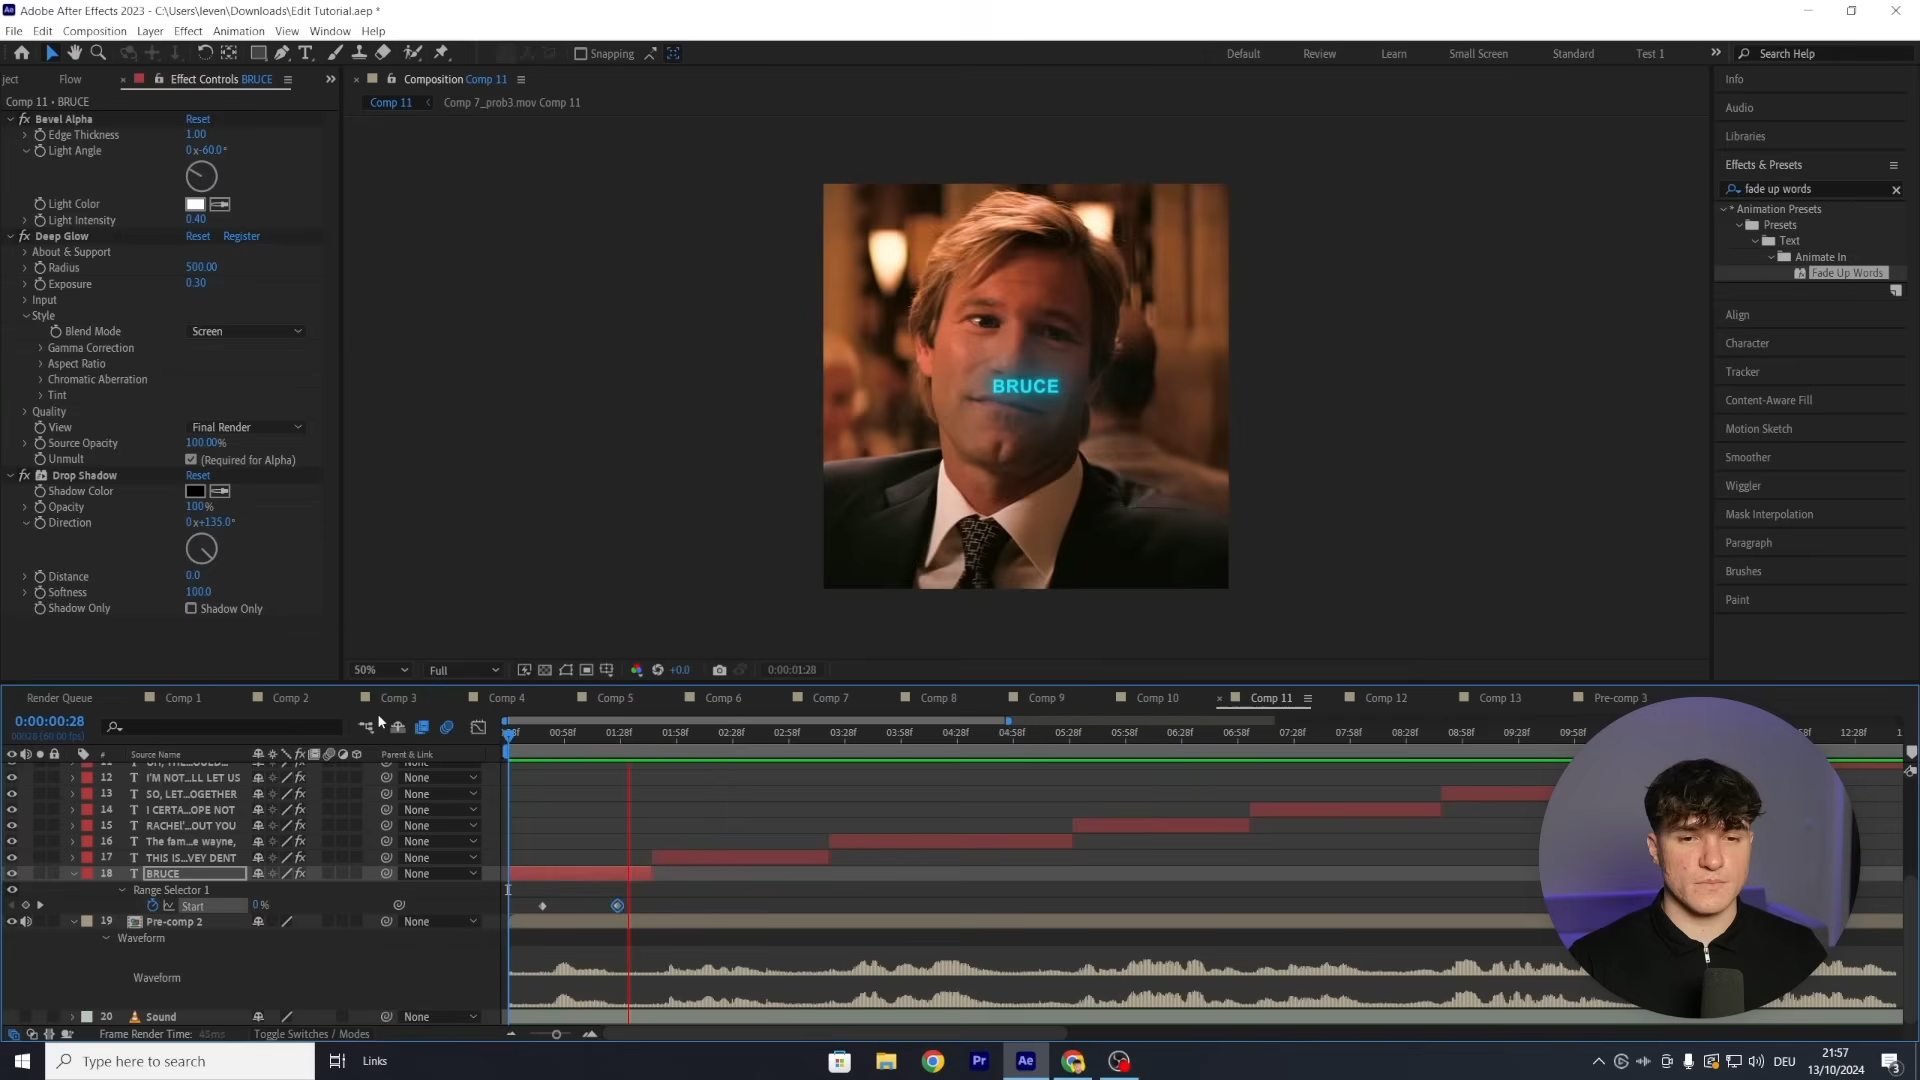 Adobe After Effects 2023 - C:\Users\leven\Downloads\Edit Tutorial.aep *
File Edit Composition Layer Effect Animation View Window Help
Snapping Default Review Learn Small Screen Standard Test 1 Search Help
ject Flow Effect Controls BRUCE
Comp 11 • BRUCE
fx Bevel Alpha Reset
Edge Thickness 1.00
Light Angle 0x-60.0°
Light Color
Light Intensity 0.40
Deep Glow Reset Register
About & Support
Radius 500.00
Exposure 0.30
Input
Style
Blend Mode Screen
Gamma Correction
Aspect Ratio
Chromatic Aberration
Tint
Quality
View Final Render
Source Opacity 100.00%
Unmult (Required for Alpha)
fx Drop Shadow Reset
Shadow Color
Opacity 100%
Direction 0x+135.0°
Distance 0.0
Softness 100.0
Shadow Only Shadow Only
Composition Comp 11
Comp 11 Comp 7_prob3.mov Comp 11
BRUCE
50% Full +0.0 0:00:01:28
Info
Audio
Libraries
Effects & Presets
fade up words
* Animation Presets
Presets
Text
Animate In
Fade Up Words
Align
Character
Tracker
Content-Aware Fill
Motion Sketch
Smoother
Wiggler
Mask Interpolation
Paragraph
Brushes
Paint
Render Queue Comp 1 Comp 2 Comp 3 Comp 4 Comp 5 Comp 6 Comp 7 Comp 8 Comp 9 Comp 10 Comp 11 Comp 12 Comp 13 Pre-comp 3
0:00:00:28
00:58f 01:28f 01:58f 02:28f 02:58f 03:28f 03:58f 04:28f 04:58f 05:28f 05:58f 06:28f 06:58f 07:28f 07:58f 08:28f 08:58f 09:28f 09:58f 12:28f
# Source Name Parent & Link
12 T I'M NOT...LL LET US None
13 T SO, LET...OGETHER None
14 T I CERTA...OPE NOT None
15 T RACHEl'...OUT YOU None
16 T The fam...e wayne, None
17 T THIS IS...VEY DENT None
18 T BRUCE None
Range Selector 1
Start 0 %
19 Pre-comp 2 None
Waveform
Waveform
20 Sound None
Frame Render Time: 45ms Toggle Switches / Modes
Type here to search Links Pr Ae DEU 21:57
13/10/2024 3